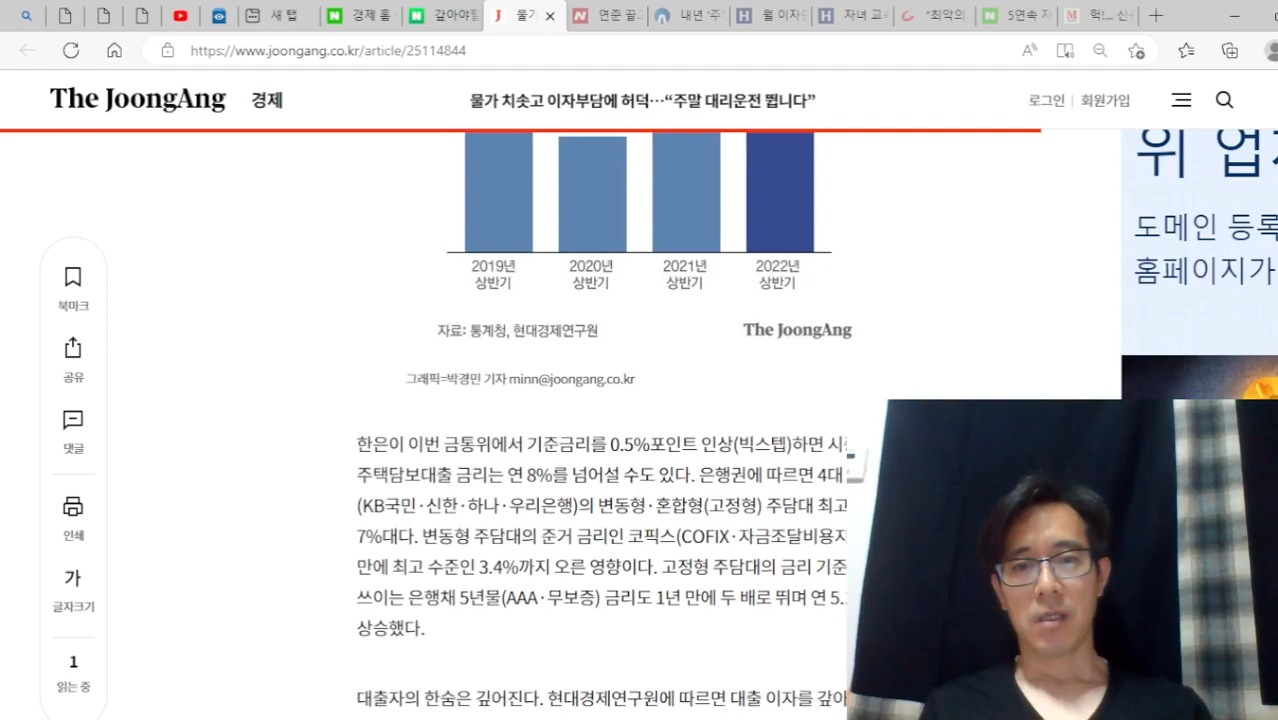 새 탭
경제 홈
갈아야할
물가
연준
내년 '주
월 이자
자녀 교
"최악의
5연속
헉!... 신
https://www.joongang.co.kr/article/25114844
The JoongAng 경제
물가 치솟고 이자부담에 허덕…“주말 대리운전 뜁니다”
로그인 | 회원가입
위 업
도메인 등록
홈페이지가
2019년 2020년 2021년 2022년
상반기 상반기 상반기 상반기
자료: 통계청, 현대경제연구원
The JoongAng
그래픽=박경민 기자 minn@joongang.co.kr
북마크
공유
댓글
인쇄
가
글자크기
1
읽는 중
한은이 이번 금통위에서 기준금리를 0.5%포인트 인상(빅스텝)하면 시
주택담보대출 금리는 연 8%를 넘어설 수도 있다. 은행권에 따르면 4대
(KB국민·신한·하나·우리은행)의 변동형·혼합형(고정형) 주담대 최고
7%대다. 변동형 주담대의 준거 금리인 코픽스(COFIX·자금조달비용지
만에 최고 수준인 3.4%까지 오른 영향이다. 고정형 주담대의 금리 기준
쓰이는 은행채 5년물(AAA·무보증) 금리도 1년 만에 두 배로 뛰며 연 5.
상승했다.
대출자의 한숨은 깊어진다. 현대경제연구원에 따르면 대출 이자를 갚아